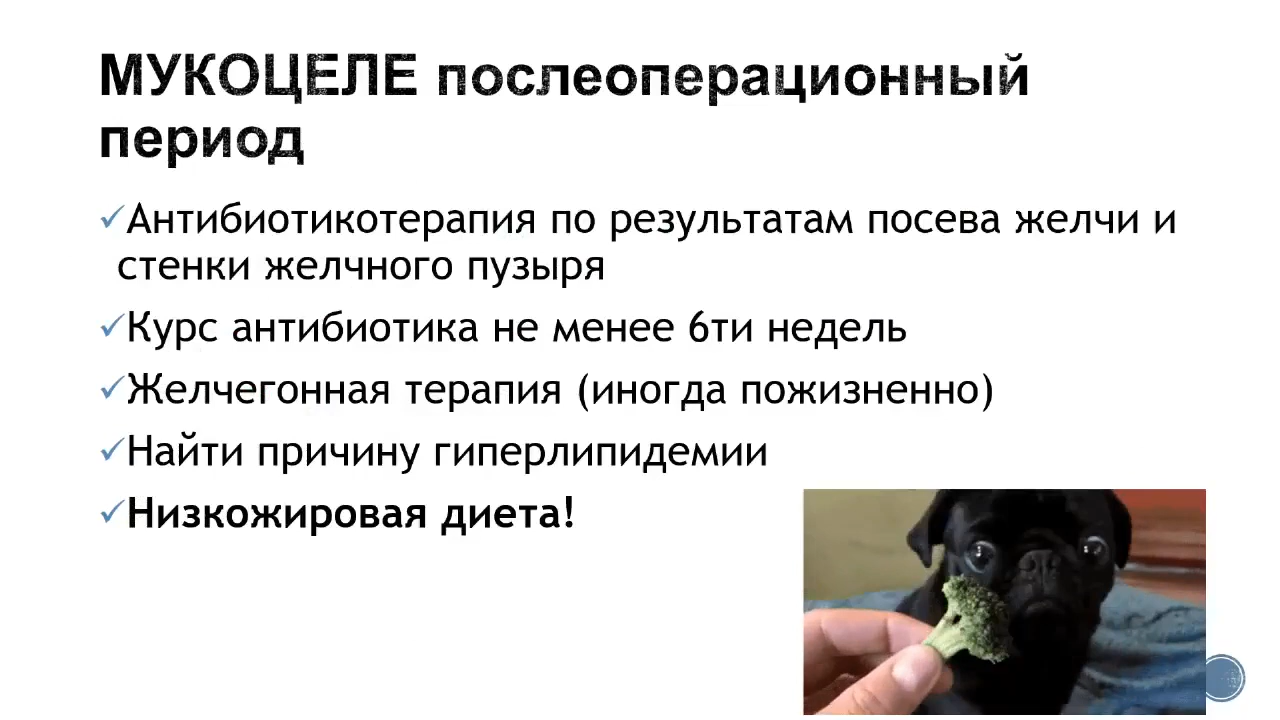 МУКОЦЕЛЕ послеоперационный
период
Антибиотикотерапия по результатам посева желчи и
стенки желчного пузыря
Курс антибиотика не менее 6ти недель
Желчегонная терапия (иногда пожизненно)
Найти причину гиперлипидемии
Низкожировая диета!